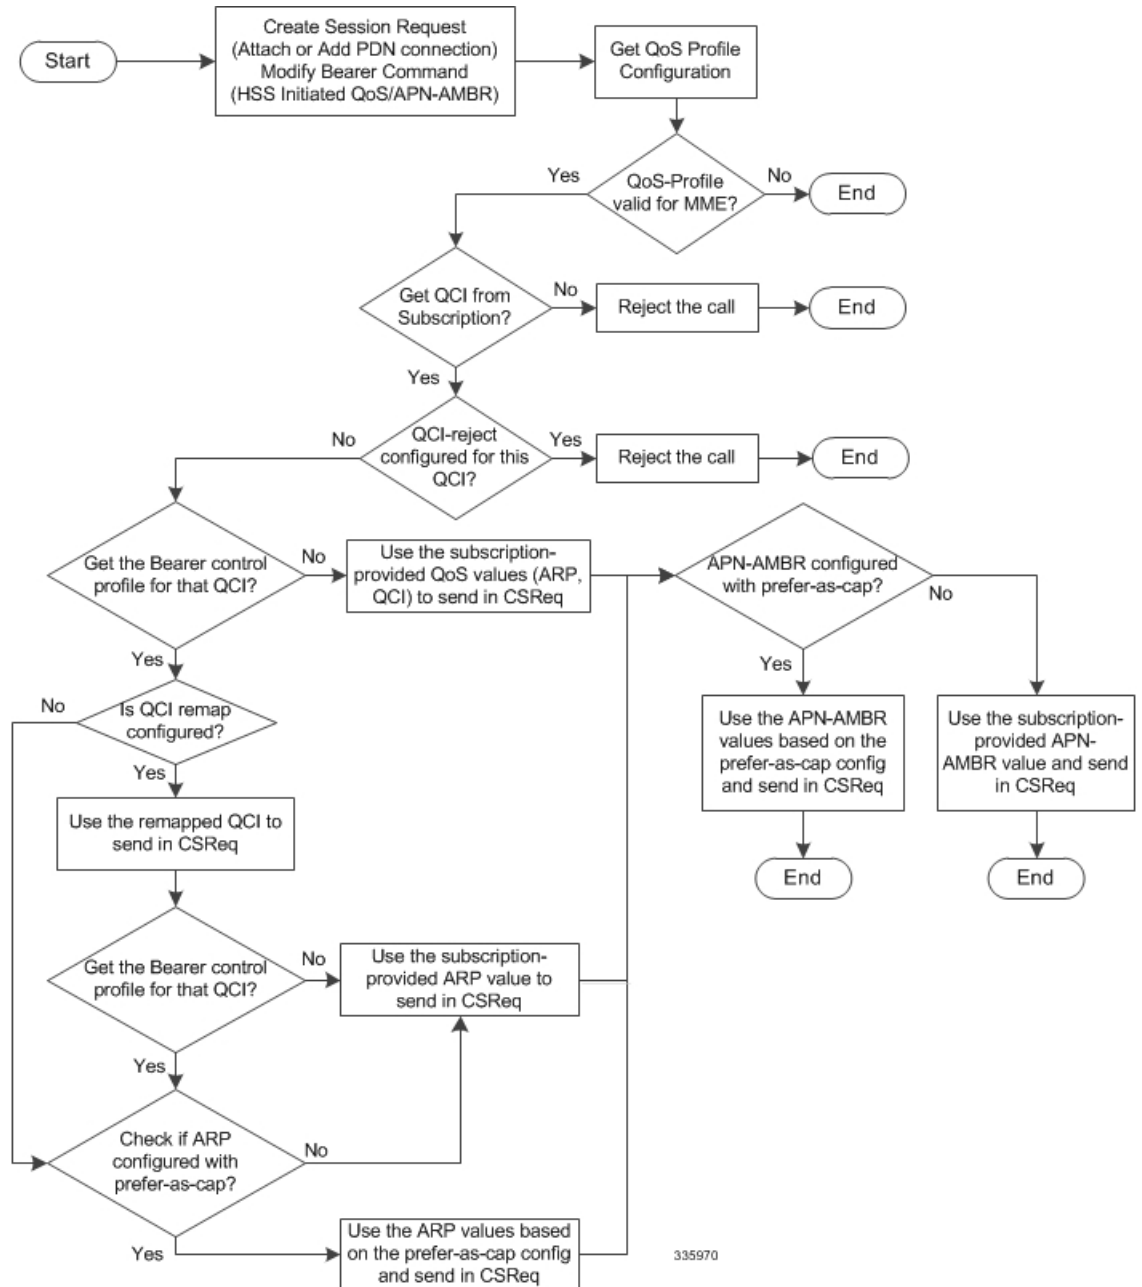 Start
Create Session Request
(Attach or Add PDN connection)
Modify Bearer Command
(HSS Initiated QoS/APN-AMBR)
Get QoS Profile
Configuration
Yes
QoS-Profile
valid for MME?
No
End
Get QCI from
Subscription?
No
Reject the call
End
Yes
No
QCI-reject
configured for this
QCI?
Yes
Reject the call
End
Get the Bearer control
profile for that QCI?
No
Use the subscription-
provided QoS values (ARP,
QCI) to send in CSReq
APN-AMBR configured
with prefer-as-cap?
No
Yes
Yes
No
Is QCI remap
configured?
Use the APN-AMBR
values based on the
prefer-as-cap config
and send in CSReq
Use the subscription-
provided APN-
AMBR value and send
in CSReq
Yes
Use the remapped QCI to
send in CSReq
End
End
Get the Bearer control
profile for that QCI?
No
Use the subscription-
provided ARP value to
send in CSReq
Yes
Check if ARP
configured with
prefer-as-cap?
No
Yes
Use the ARP values based
on the prefer-as-cap config
and send in CSReq
335970